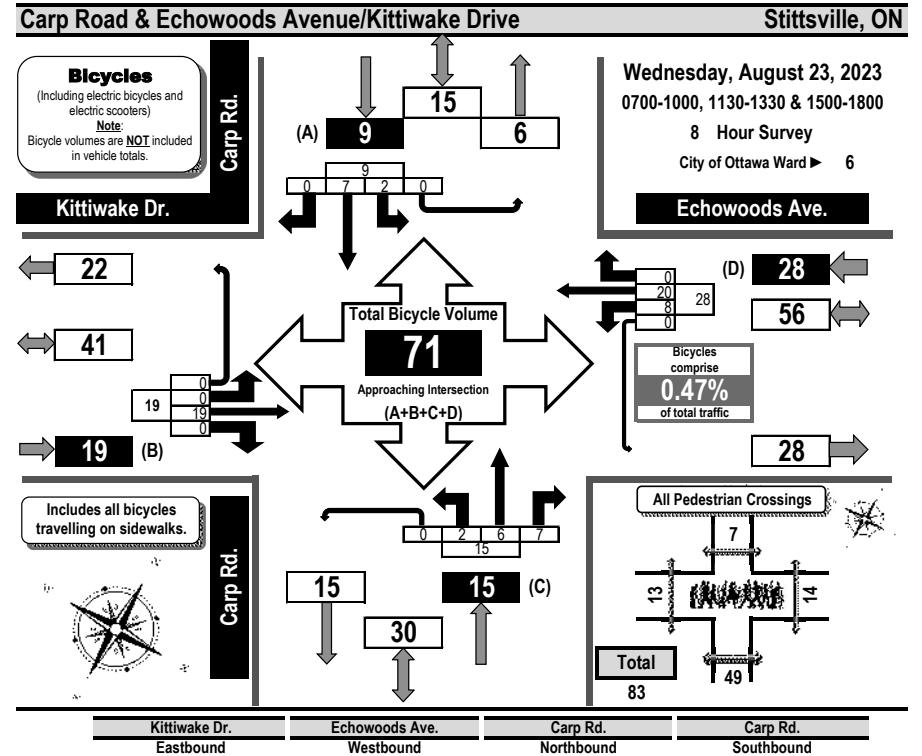 Carp Road & Echowoods Avenue/Kittiwake Drive
Stittsville, ON
Bicycles
(Including electric bicycles and
electric scooters)
Note:
Bicycle volumes are NOT included
in vehicle totals.
Carp Rd.
Kittiwake Dr.
15
(A) 9
6
9
0 7 2 0
Wednesday, August 23, 2023
0700-1000, 1130-1330 & 1500-1800
8 Hour Survey
City of Ottawa Ward ► 6
Echowoods Ave.
22
41
0
0
19
0
19
19 (B)
Total Bicycle Volume
71
Approaching Intersection
(A+B+C+D)
0
20
8
0
28
(D) 28
56
Bicycles
comprise
0.47%
of total traffic
28
Includes all bicycles
travelling on sidewalks.
Carp Rd.
0 2 6 7
15
15
15 (C)
30
All Pedestrian Crossings
7
13
14
49
Total
83
Kittiwake Dr. Echowoods Ave. Carp Rd. Carp Rd.
Eastbound Westbound Northbound Southbound